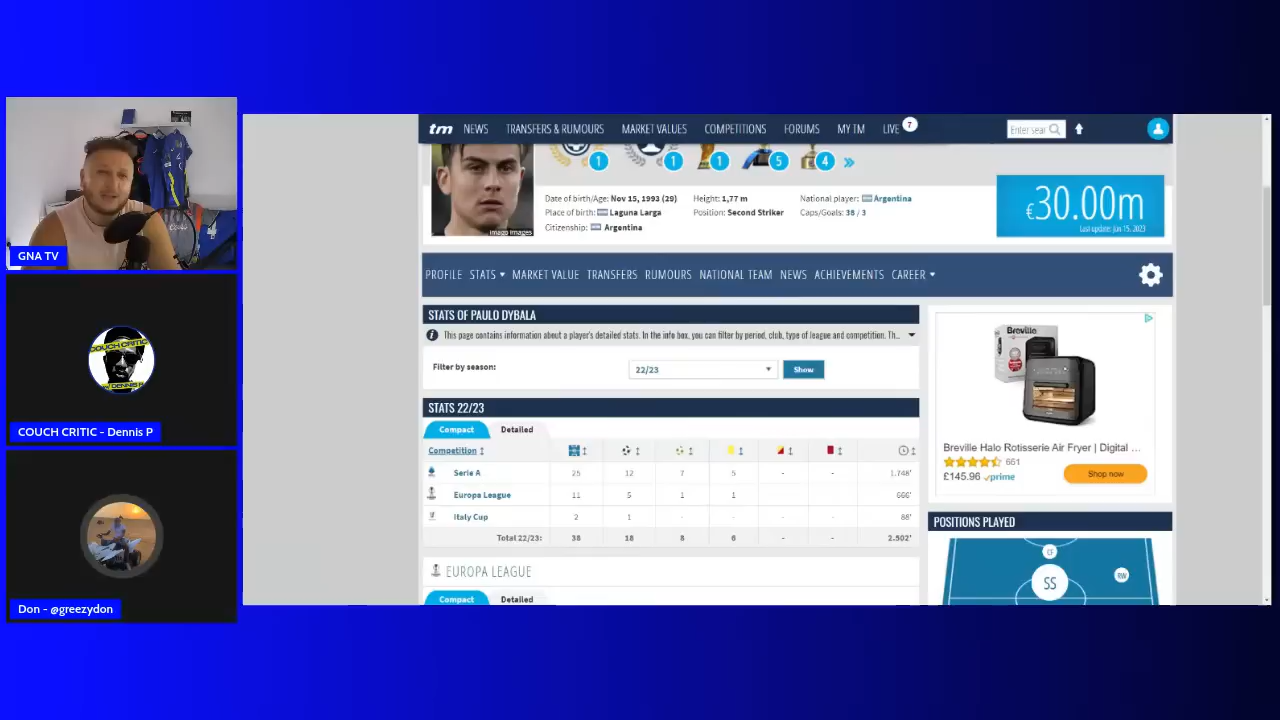 GNA TV
COUCH CRITIC
BY DENNIS P
COUCH CRITIC - Dennis P
Don - @greezydon
tm NEWS TRANSFERS & RUMOURS MARKET VALUES COMPETITIONS FORUMS MY TM LIVE 7 Enter sear
1 1 1 5 4 »
imago images
Date of birth/Age: Nov 15, 1993 (29)
Place of birth: Laguna Larga
Citizenship: Argentina
Height: 1,77 m
Position: Second Striker
National player: Argentina
Caps/Goals: 38 / 3
€30.00m
Last update: Jun 15, 2023
PROFILE STATS MARKET VALUE TRANSFERS RUMOURS NATIONAL TEAM NEWS ACHIEVEMENTS CAREER
STATS OF PAULO DYBALA
This page contains information about a player's detailed stats. In the info box, you can filter by period, club, type of league and competition. Th...
Filter by season: 22/23 Show
STATS 22/23
Compact Detailed
Competition
Serie A 25 12 7 5 - - 1.748'
Europa League 11 5 1 1 666'
Italy Cup 2 1 - - - - 88'
Total 22/23: 38 18 8 6 - - 2.502'
EUROPA LEAGUE
Compact Detailed
Breville
Breville Halo Rotisserie Air Fryer | Digital ...
661
£145.96 prime
Shop now
POSITIONS PLAYED
CF
SS
RW